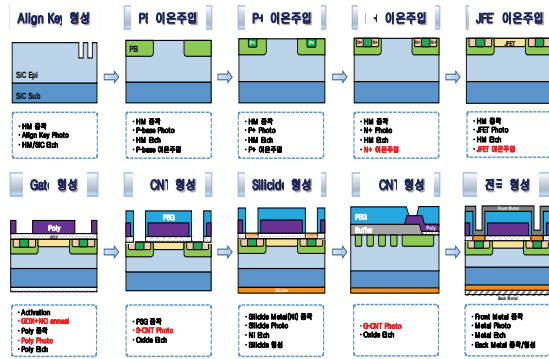 Align Key 형성
PB 이온주입
P+ 이온주입
N+ 이온주입
JFET 이온주입
SiC Epi
SiC Sub
PB
P+
P+
N+
N+
N+
N+
JFET
• HM 증착
• Align Key Photo
• HM/SiC Etch
• HM 증착
• P-base Photo
• HM Etch
• P-base 이온주입
• HM 증착
• P+ Photo
• HM Etch
• P+ 이온주입
• HM 증착
• N+ Photo
• HM Etch
• N+ 이온주입
• HM 증착
• JFET Photo
• HM Etch
• JFET 이온주입
Gate 형성
CNT 형성
Silicide 형성
CNT 형성
전극 형성
Poly
PSG
PSG
Buffer
Poly
Front Metal
Silicide
Back Metal
• Activation
• GOX+NO anneal
• Poly 증착
• Poly Photo
• Poly Etch
• PSG 증착
• S-CNT Photo
• Oxide Etch
• Silicide Metal(Ni) 증착
• Silicide Photo
• Ni Etch
• Silicide 형성
• G-CNT Photo
• Oxide Etch
• Front Metal 증착
• Metal Photo
• Metal Etch
• Back Metal 증착/형성